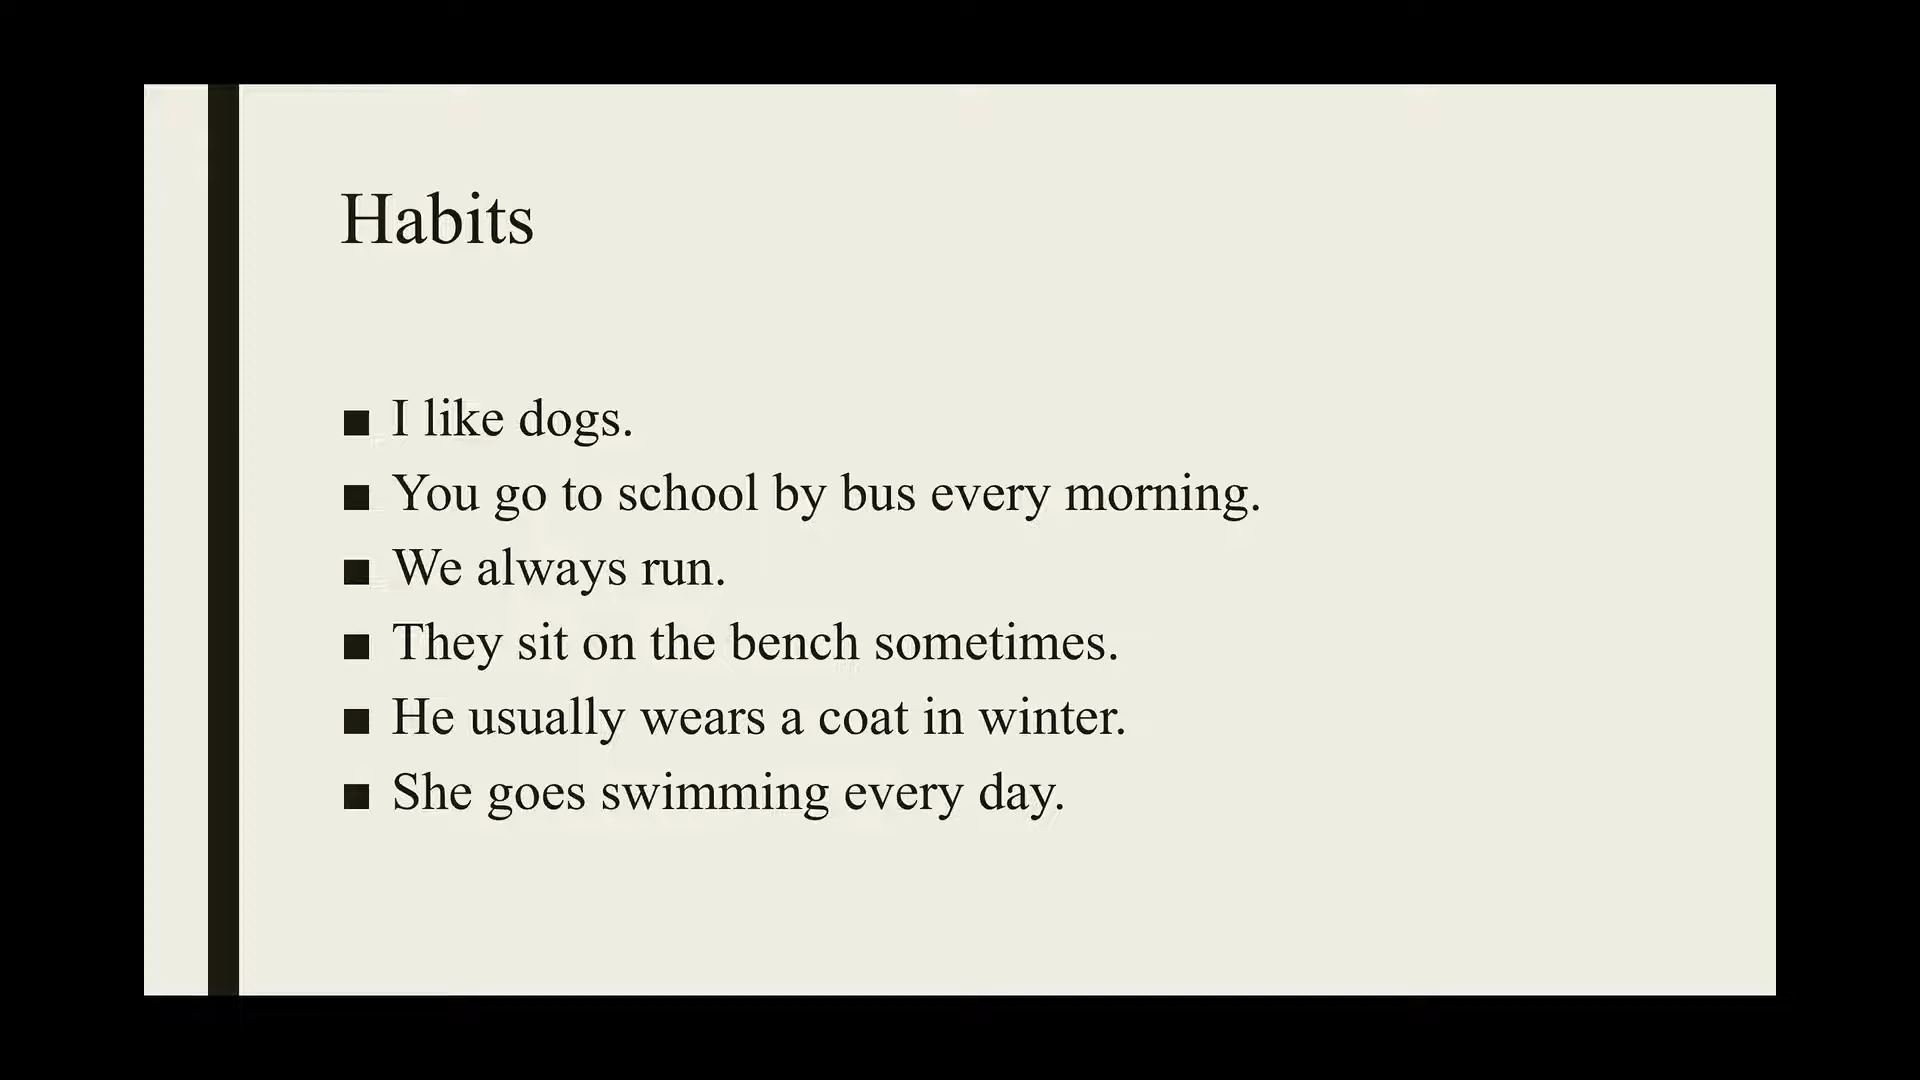 Habits
■ I like dogs.
■ You go to school by bus every morning.
■ We always run.
■ They sit on the bench sometimes.
■ He usually wears a coat in winter.
■ She goes swimming every day.